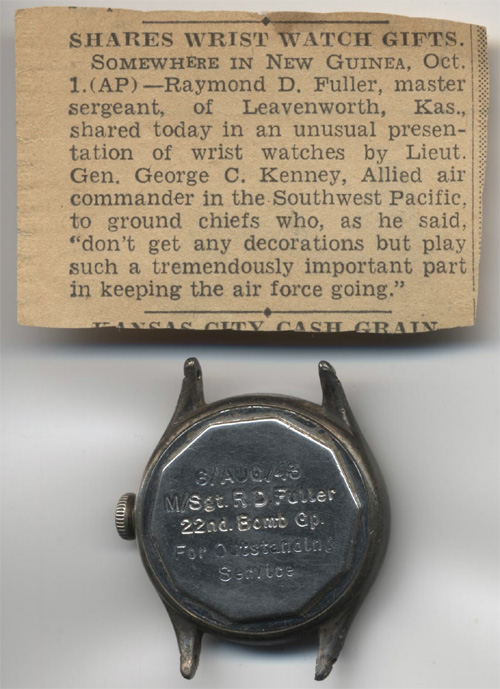 SHARES WRIST WATCH GIFTS.
SOMEWHERE IN NEW GUINEA, Oct.
1.(AP)—Raymond D. Fuller, master
sergeant, of Leavenworth, Kas.,
shared today in an unusual presen-
tation of wrist watches by Lieut.
Gen. George C. Kenney, Allied air
commander in the Southwest Pacific,
to ground chiefs who, as he said,
“don't get any decorations but play
such a tremendously important part
in keeping the air force going.”
KANSAS CITY CASH GRAIN
/AUG/43
M/Sgt. R D Fuller
22nd. Bomb Gp.
For Outstanding
Service